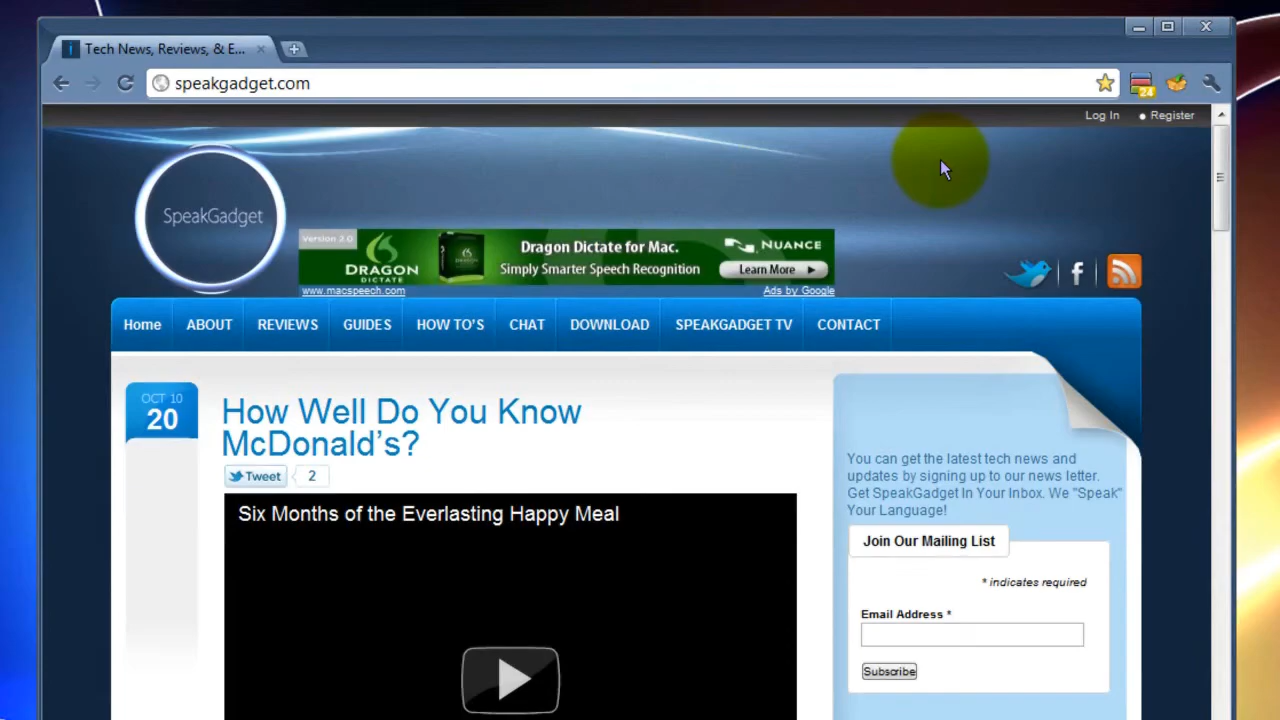 Tech News, Reviews, & E...
speakgadget.com
24
Log In
Register
SpeakGadget
Version 2.0
DRAGON
DICTATE
Dragon Dictate for Mac.
Simply Smarter Speech Recognition
NUANCE
Learn More
www.macspeech.com
Ads by Google
Home
ABOUT
REVIEWS
GUIDES
HOW TO'S
CHAT
DOWNLOAD
SPEAKGADGET TV
CONTACT
OCT 10
20
How Well Do You Know
McDonald's?
Tweet
2
Six Months of the Everlasting Happy Meal
You can get the latest tech news and
updates by signing up to our news letter.
Get SpeakGadget In Your Inbox. We "Speak"
Your Language!
Join Our Mailing List
* indicates required
Email Address *
Subscribe